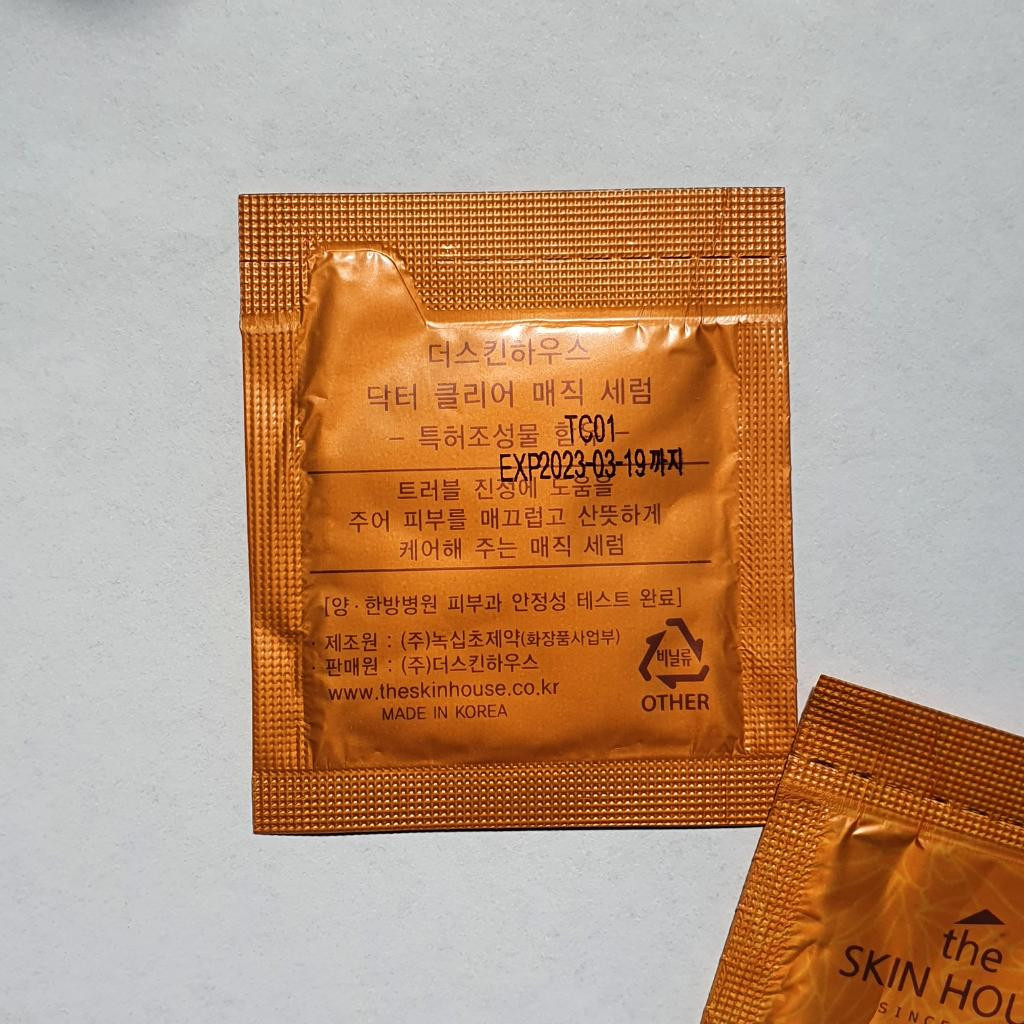 더스킨하우스
닥터 클리어 매직 세럼
- 특허조성물 함유 -
TC01
EXP2023-03-19 까지
트러블 진정에 도움을
주어 피부를 매끄럽고 산뜻하게
케어해 주는 매직 세럼
[양·한방병원 피부과 안정성 테스트 완료]
· 제조원 : (주)녹십초제약(화장품사업부)
· 판매원 : (주)더스킨하우스
www.theskinhouse.co.kr
MADE IN KOREA
비닐류
OTHER
the
SKIN HOU
SINCE